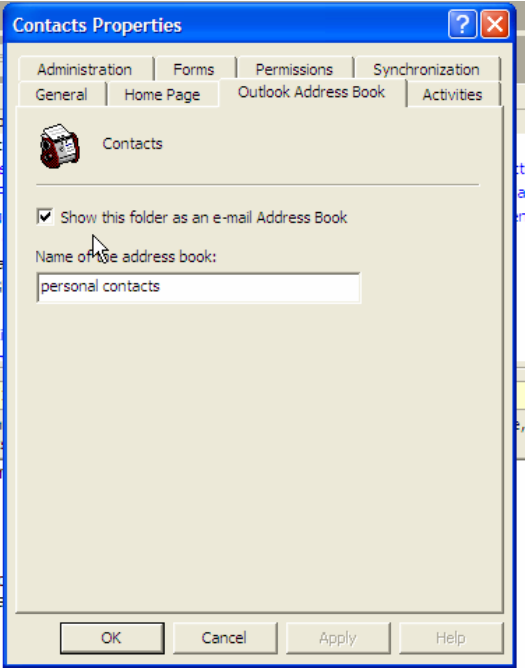 Contacts Properties
Administration Forms Permissions Synchronization
General Home Page Outlook Address Book Activities
Contacts
Show this folder as an e-mail Address Book
Name of the address book:
personal contacts
OK Cancel Apply Help